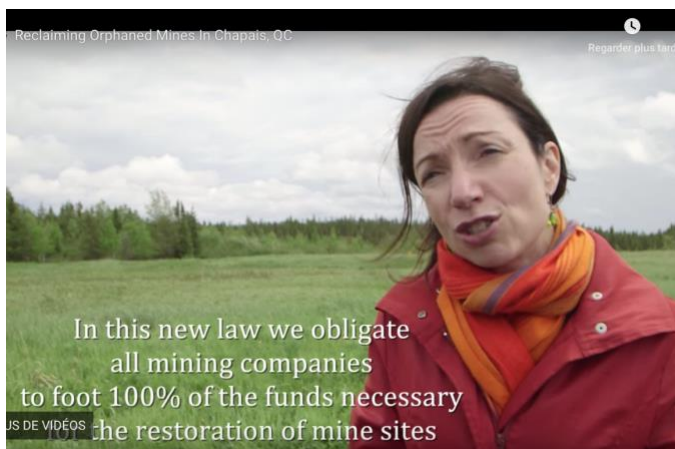 Reclaiming Orphaned Mines In Chapais, QC
Regarder plus tard
In this new law we obligate
all mining companies
to foot 100% of the funds necessary
US DE VIDÉOS
the restoration of mine sites